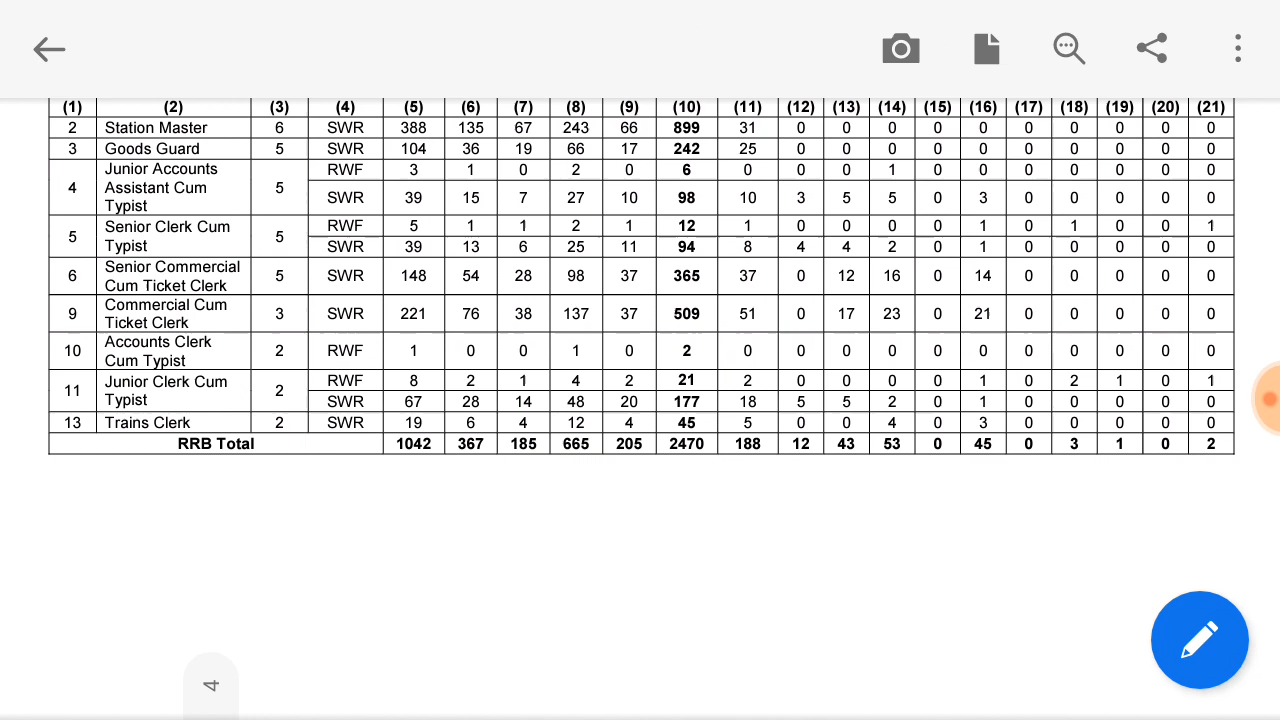 (1) (2) (3) (4) (5) (6) (7) (8) (9) (10) (11) (12) (13) (14) (15) (16) (17) (18) (19) (20) (21)
2 Station Master 6 SWR 388 135 67 243 66 899 31 0 0 0 0 0 0 0 0 0 0
3 Goods Guard 5 SWR 104 36 19 66 17 242 25 0 0 0 0 0 0 0 0 0 0
4 Junior Accounts Assistant Cum Typist 5 RWF 3 1 0 2 0 6 0 0 0 1 0 0 0 0 0 0 0
SWR 39 15 7 27 10 98 10 3 5 5 0 3 0 0 0 0 0
5 Senior Clerk Cum Typist 5 RWF 5 1 1 2 1 12 1 0 0 0 0 1 0 1 0 0 1
SWR 39 13 6 25 11 94 8 4 4 2 0 1 0 0 0 0 0
6 Senior Commercial Cum Ticket Clerk 5 SWR 148 54 28 98 37 365 37 0 12 16 0 14 0 0 0 0 0
9 Commercial Cum Ticket Clerk 3 SWR 221 76 38 137 37 509 51 0 17 23 0 21 0 0 0 0 0
10 Accounts Clerk Cum Typist 2 RWF 1 0 0 1 0 2 0 0 0 0 0 0 0 0 0 0 0
11 Junior Clerk Cum Typist 2 RWF 8 2 1 4 2 21 2 0 0 0 0 1 0 2 1 0 1
SWR 67 28 14 48 20 177 18 5 5 2 0 1 0 0 0 0 0
13 Trains Clerk 2 SWR 19 6 4 12 4 45 5 0 0 4 0 3 0 0 0 0 0
RRB Total 1042 367 185 665 205 2470 188 12 43 53 0 45 0 3 1 0 2
4